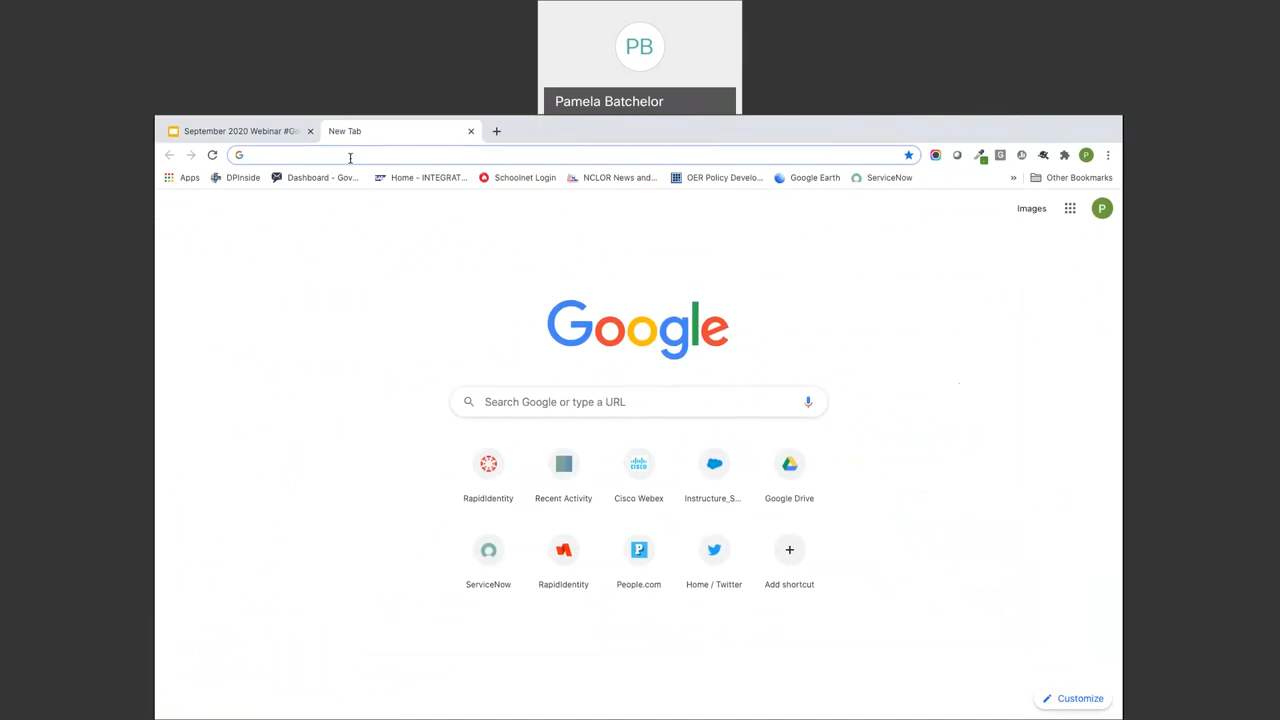 PB
Pamela Batchelor
September 2020 Webinar #Go
New Tab
Apps
DPInside
Dashboard - Gov...
Home - INTEGRAT...
Schoolnet Login
NCLOR News and...
OER Policy Develo...
Google Earth
ServiceNow
»
Other Bookmarks
Images
P
Google
Search Google or type a URL
RapidIdentity
Recent Activity
Cisco Webex
Instructure_S...
Google Drive
ServiceNow
RapidIdentity
People.com
Home / Twitter
Add shortcut
Customize